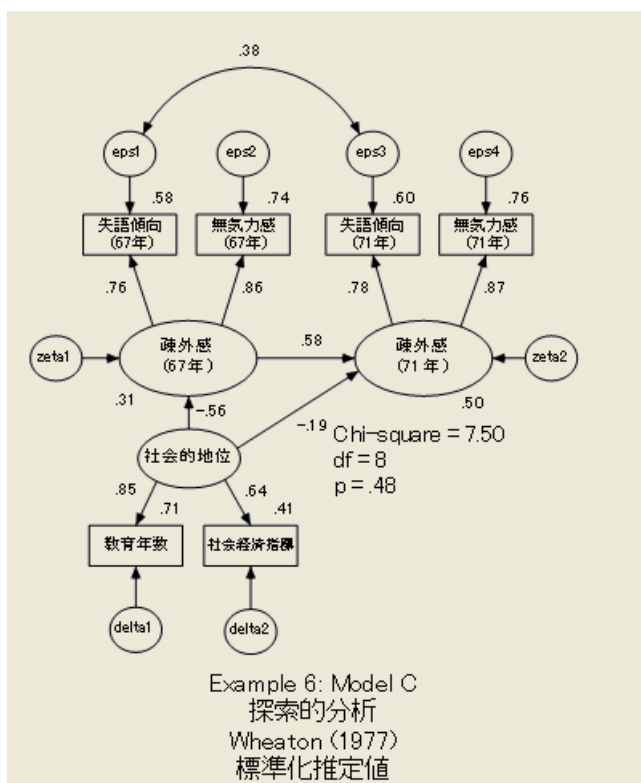 .38
eps1
eps2
eps3
eps4
.58
.74
.60
.76
失語傾向
(67年)
無気力感
(67年)
失語傾向
(71年)
無気力感
(71年)
.76
.86
.78
.87
zeta1
疎外感
(67年)
.58
疎外感
(71年)
zeta2
.31
.50
-.56
-.19
社会的地位
Chi-square = 7.50
df = 8
p = .48
.85
.71
.64
.41
教育年数
社会経済指標
delta1
delta2
Example 6: Model C
探索的分析
Wheaton (1977)
標準化推定値